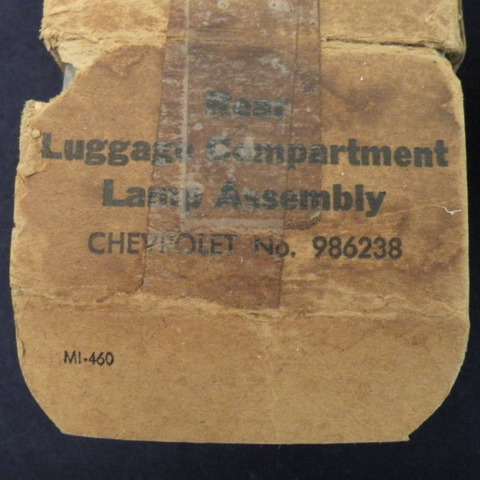 Rear
Luggage Compartment
Lamp Assembly
CHEVROLET No. 986238
MI-460